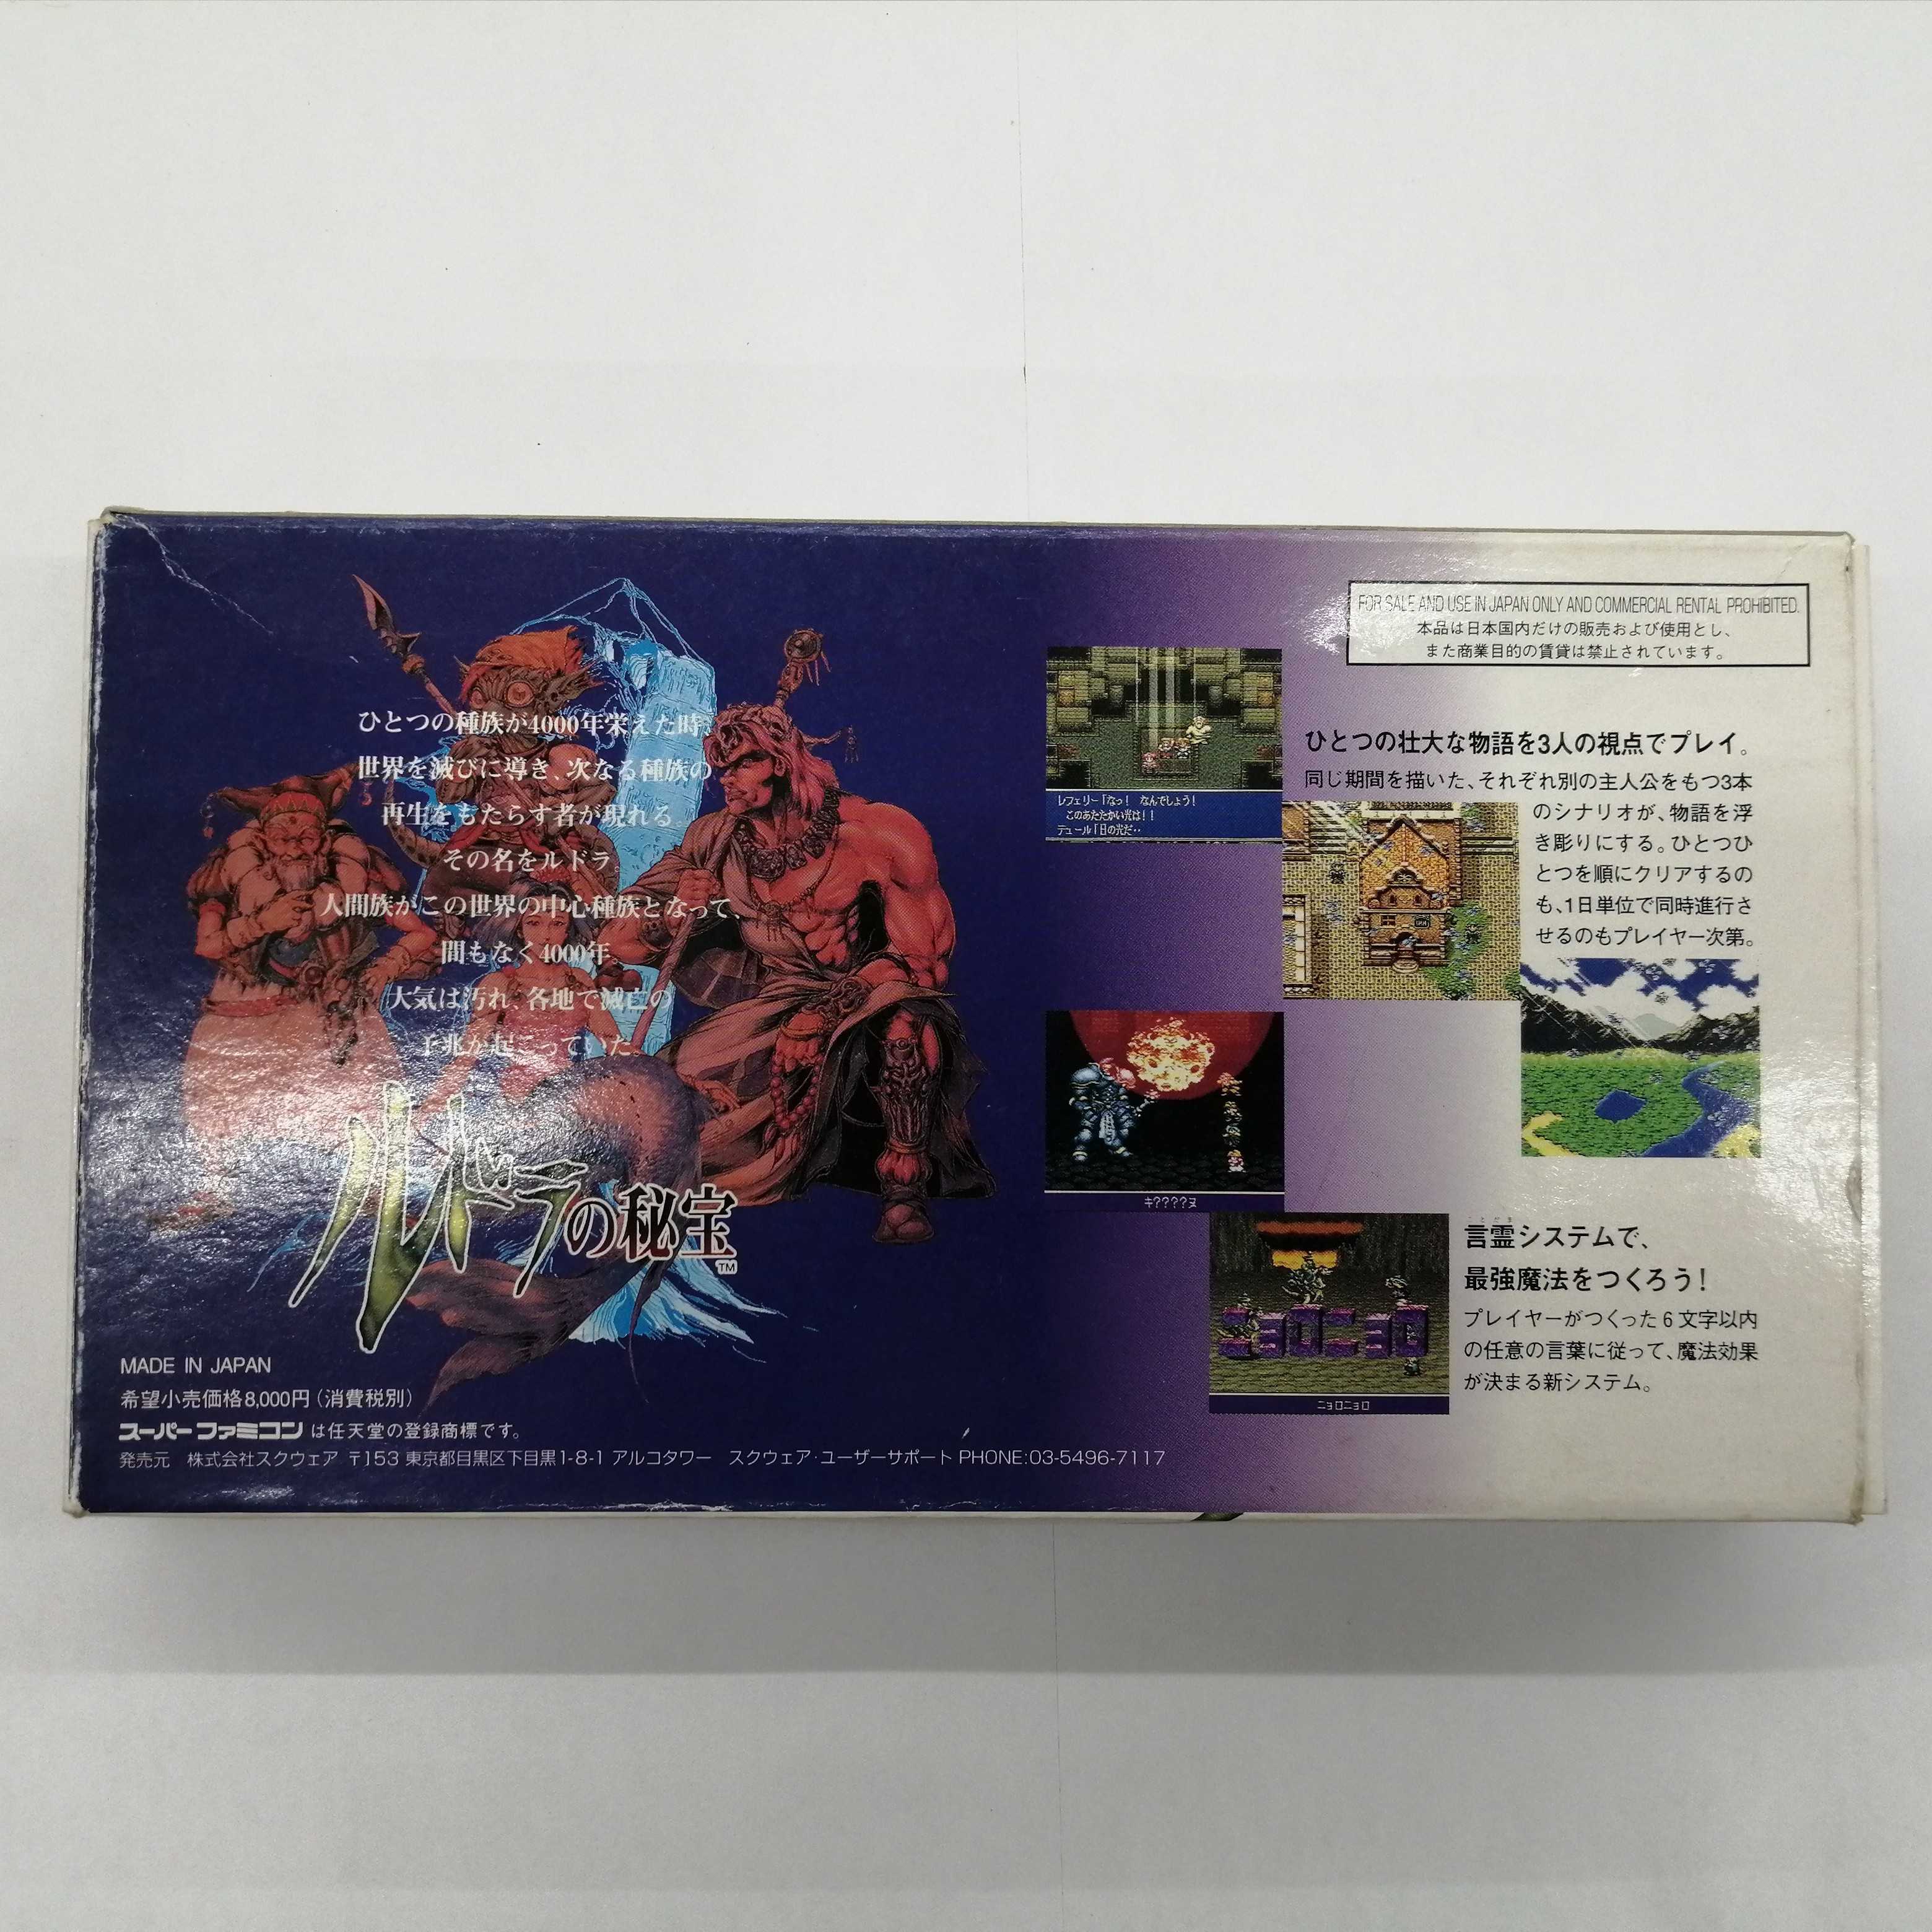 ひとつの種族が4000年栄えた時、
世界を滅びに導き、次なる種族の
再生をもたらす者が現れる。
その名をルドラ
人間族がこの世界の中心種族となって、
間もなく4000年。
大気は汚れ、各地で滅亡の
予兆が起こっていた。
ルドラの秘宝
TM
MADE IN JAPAN
希望小売価格8,000円(消費税別)
スーパーファミコン は任天堂の登録商標です。
発売元 株式会社スクウェア 〒153 東京都目黒区下目黒1-8-1 アルコタワー スクウェア・ユーザーサポート PHONE:03-5496-7117
FOR SALE AND USE IN JAPAN ONLY AND COMMERCIAL RENTAL PROHIBITED.
本品は日本国内だけの販売および使用とし、
また商業目的の賃貸は禁止されています。
レフェリー「なっ! なんでしょう!
このあたたかい光は!!
デュール「日の光だ‥
ひとつの壮大な物語を3人の視点でプレイ。
同じ期間を描いた、それぞれ別の主人公をもつ3本
のシナリオが、物語を浮
き彫りにする。ひとつひ
とつを順にクリアするの
も、1日単位で同時進行さ
せるのもプレイヤー次第。
キ????ヌ
ニョロニョロ
ニョロニョロ
言霊システムで、
最強魔法をつくろう!
プレイヤーがつくった6文字以内
の任意の言葉に従って、魔法効果
が決まる新システム。